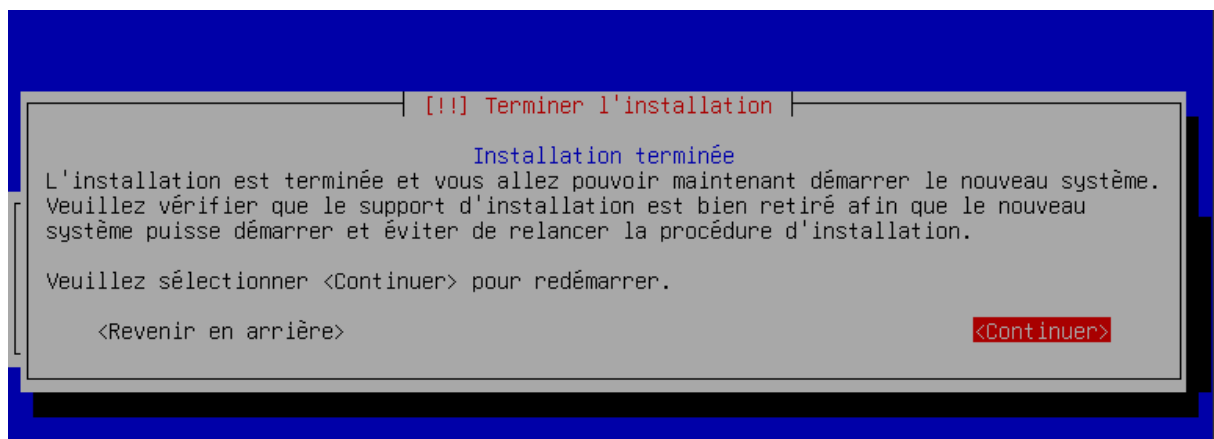 [!!] Terminer l'installation
Installation terminée
L'installation est terminée et vous allez pouvoir maintenant démarrer le nouveau système.
Veuillez vérifier que le support d'installation est bien retiré afin que le nouveau
système puisse démarrer et éviter de relancer la procédure d'installation.
Veuillez sélectionner <Continuer> pour redémarrer.
<Revenir en arrière> <Continuer>